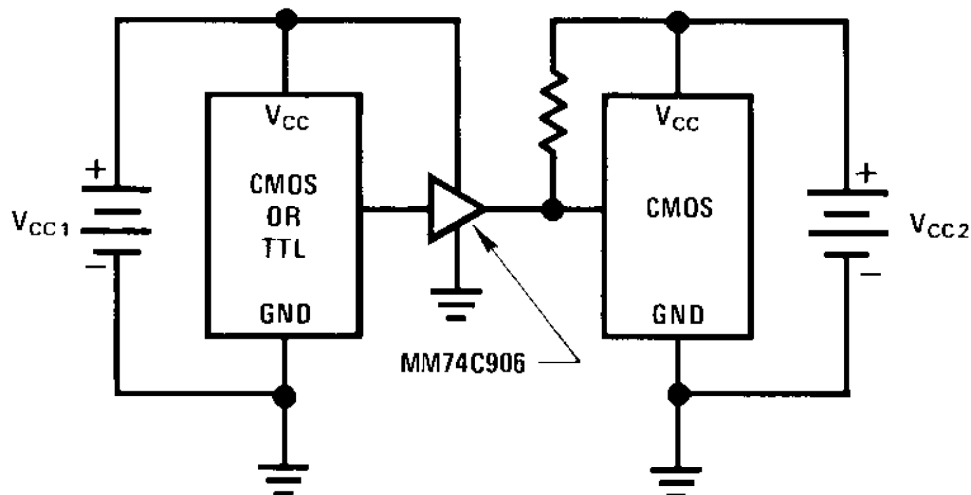 V_CC
CMOS
OR
TTL
GND
+
V_CC1
−
MM74C906
V_CC
CMOS
GND
+
V_CC2
−